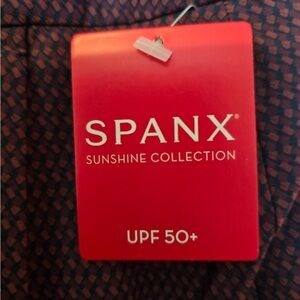 SPANX®
SUNSHINE COLLECTION
UPF 50+